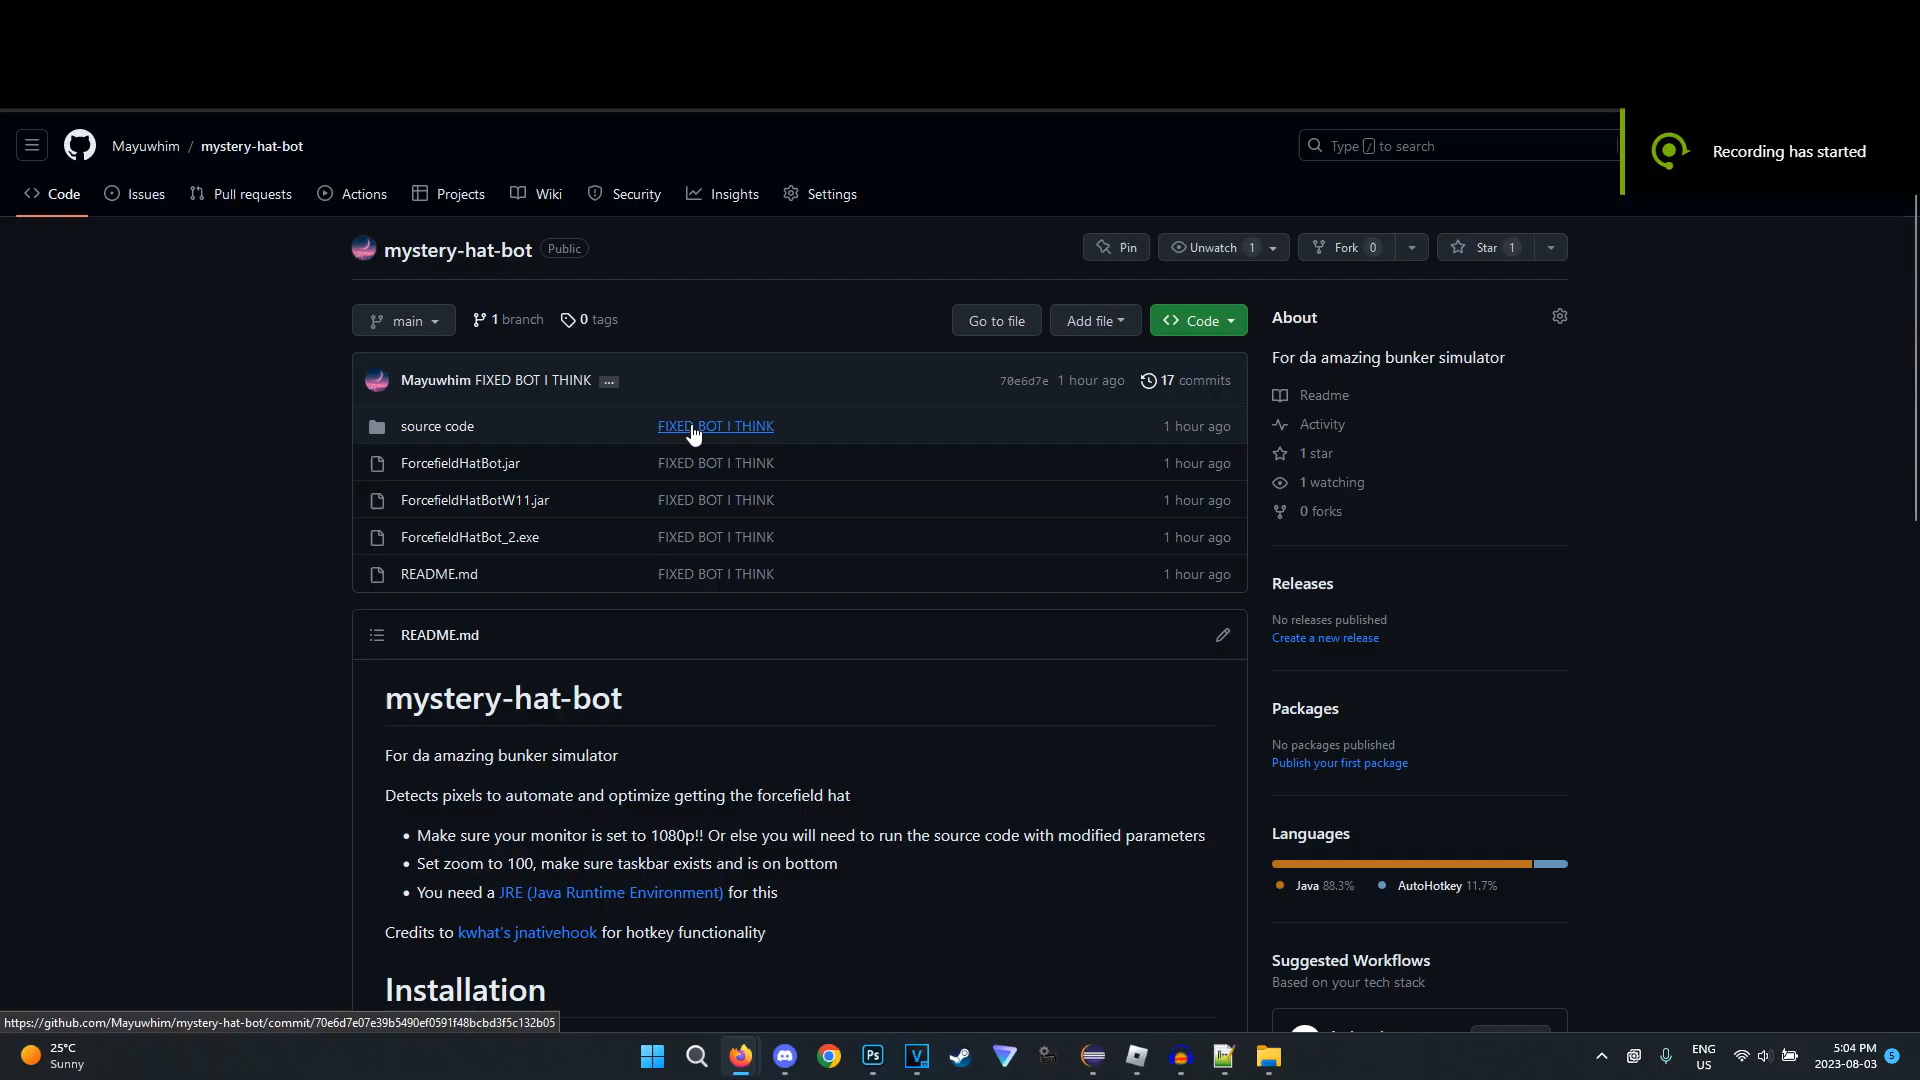 Mayuwhim / mystery-hat-bot
Type / to search
Recording has started
Code Issues Pull requests Actions Projects Wiki Security Insights Settings
mystery-hat-bot Public
Pin Unwatch 1 Fork 0 Star 1
main 1 branch 0 tags Go to file Add file Code
Mayuwhim FIXED BOT I THINK ... 70e6d7e 1 hour ago 17 commits
source code FIXED BOT I THINK 1 hour ago
ForcefieldHatBot.jar FIXED BOT I THINK 1 hour ago
ForcefieldHatBotW11.jar FIXED BOT I THINK 1 hour ago
ForcefieldHatBot_2.exe FIXED BOT I THINK 1 hour ago
README.md FIXED BOT I THINK 1 hour ago
README.md
mystery-hat-bot
For da amazing bunker simulator
Detects pixels to automate and optimize getting the forcefield hat
• Make sure your monitor is set to 1080p!! Or else you will need to run the source code with modified parameters
• Set zoom to 100, make sure taskbar exists and is on bottom
• You need a JRE (Java Runtime Environment) for this
Credits to kwhat's jnativehook for hotkey functionality
Installation
About
For da amazing bunker simulator
Readme
Activity
1 star
1 watching
0 forks
Releases
No releases published
Create a new release
Packages
No packages published
Publish your first package
Languages
Java 88.3% AutoHotkey 11.7%
Suggested Workflows
Based on your tech stack
https://github.com/Mayuwhim/mystery-hat-bot/commit/70e6d7e07e39b5490ef0591f48bcbd3f5c132b05
25°C
Sunny
Ps
V
ENG
US
5:04 PM
2023-08-03
5